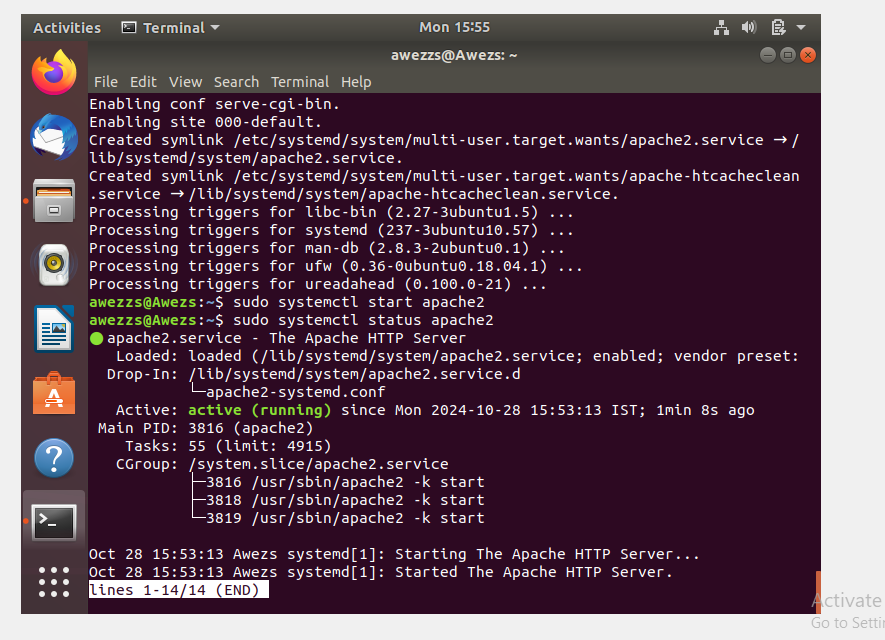 Activities Terminal Mon 15:55
awezzs@Awezs: ~
File Edit View Search Terminal Help
Enabling conf serve-cgi-bin.
Enabling site 000-default.
Created symlink /etc/systemd/system/multi-user.target.wants/apache2.service → /
lib/systemd/system/apache2.service.
Created symlink /etc/systemd/system/multi-user.target.wants/apache-htcacheclean
.service → /lib/systemd/system/apache-htcacheclean.service.
Processing triggers for libc-bin (2.27-3ubuntu1.5) ...
Processing triggers for systemd (237-3ubuntu10.57) ...
Processing triggers for man-db (2.8.3-2ubuntu0.1) ...
Processing triggers for ufw (0.36-0ubuntu0.18.04.1) ...
Processing triggers for ureadahead (0.100.0-21) ...
awezzs@Awezs:~$ sudo systemctl start apache2
awezzs@Awezs:~$ sudo systemctl status apache2
● apache2.service - The Apache HTTP Server
   Loaded: loaded (/lib/systemd/system/apache2.service; enabled; vendor preset:
  Drop-In: /lib/systemd/system/apache2.service.d
           └─apache2-systemd.conf
   Active: active (running) since Mon 2024-10-28 15:53:13 IST; 1min 8s ago
 Main PID: 3816 (apache2)
    Tasks: 55 (limit: 4915)
   CGroup: /system.slice/apache2.service
           ├─3816 /usr/sbin/apache2 -k start
           ├─3818 /usr/sbin/apache2 -k start
           └─3819 /usr/sbin/apache2 -k start
Oct 28 15:53:13 Awezs systemd[1]: Starting The Apache HTTP Server...
Oct 28 15:53:13 Awezs systemd[1]: Started The Apache HTTP Server.
lines 1-14/14 (END)
Activate
Go to Settin